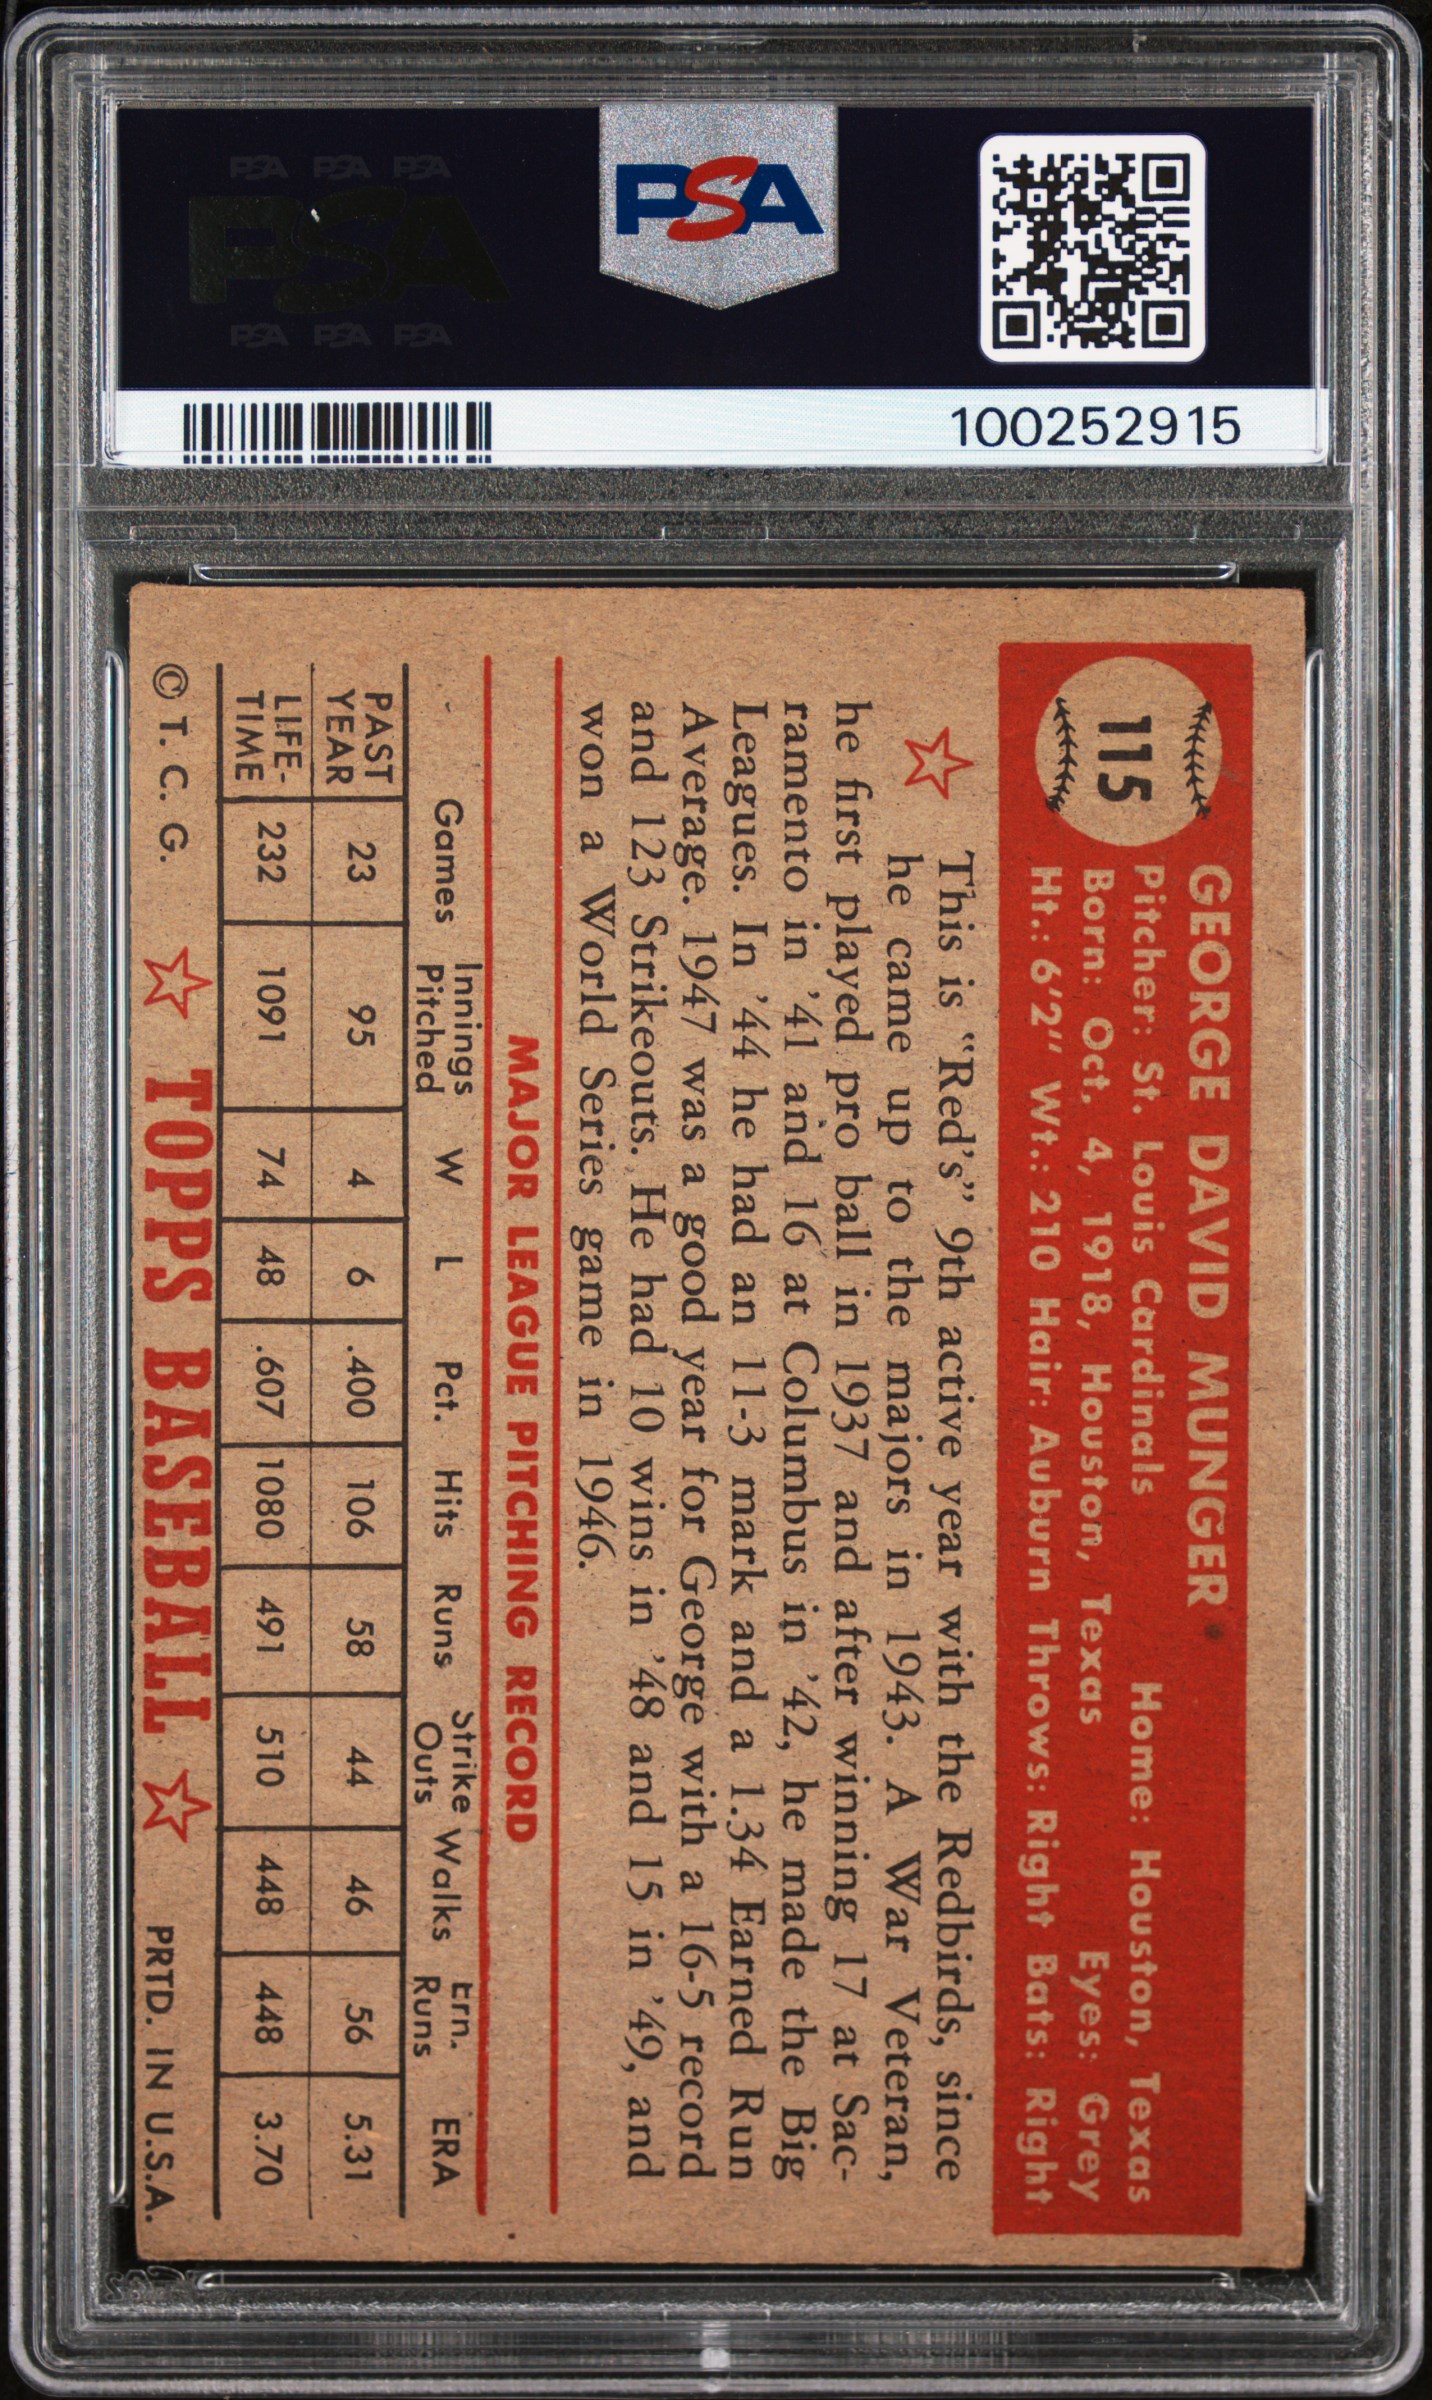 PSA PSA PSA
PSA
PSA PSA PSA
PSA
100252915
115
GEORGE DAVID MUNGER
Pitcher: St. Louis Cardinals Home: Houston, Texas
Born: Oct. 4, 1918, Houston, Texas Eyes: Grey
Ht.: 6'2" Wt.: 210 Hair: Auburn Throws: Right Bats: Right
This is "Red's" 9th active year with the Redbirds, since
he came up to the majors in 1943. A War Veteran,
he first played pro ball in 1937 and after winning 17 at Sac-
ramento in '41 and 16 at Columbus in '42, he made the Big
Leagues. In '44 he had an 11-3 mark and a 1.34 Earned Run
Average. 1947 was a good year for George with a 16-5 record
and 123 Strikeouts. He had 10 wins in '48 and 15 in '49, and
won a World Series game in 1946.
MAJOR LEAGUE PITCHING RECORD
Games Innings Pitched W L Pct. Hits Runs Strike Outs Walks Ern. Runs ERA
PAST YEAR 23 95 4 6 .400 106 58 44 46 56 5.31
LIFE-TIME 232 1091 74 48 .607 1080 491 510 448 448 3.70
© T. C. G. TOPPS BASEBALL PRTD. IN U.S.A.